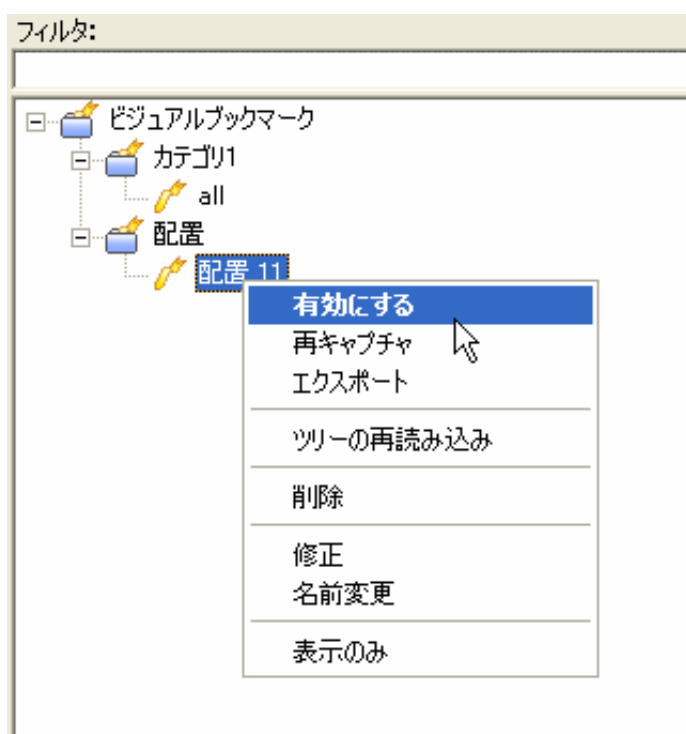 フィルタ:
ビジュアルブックマーク
カテゴリ1
all
配置
配置 11
有効にする
再キャプチャ
エクスポート
ツリーの再読み込み
削除
修正
名前変更
表示のみ